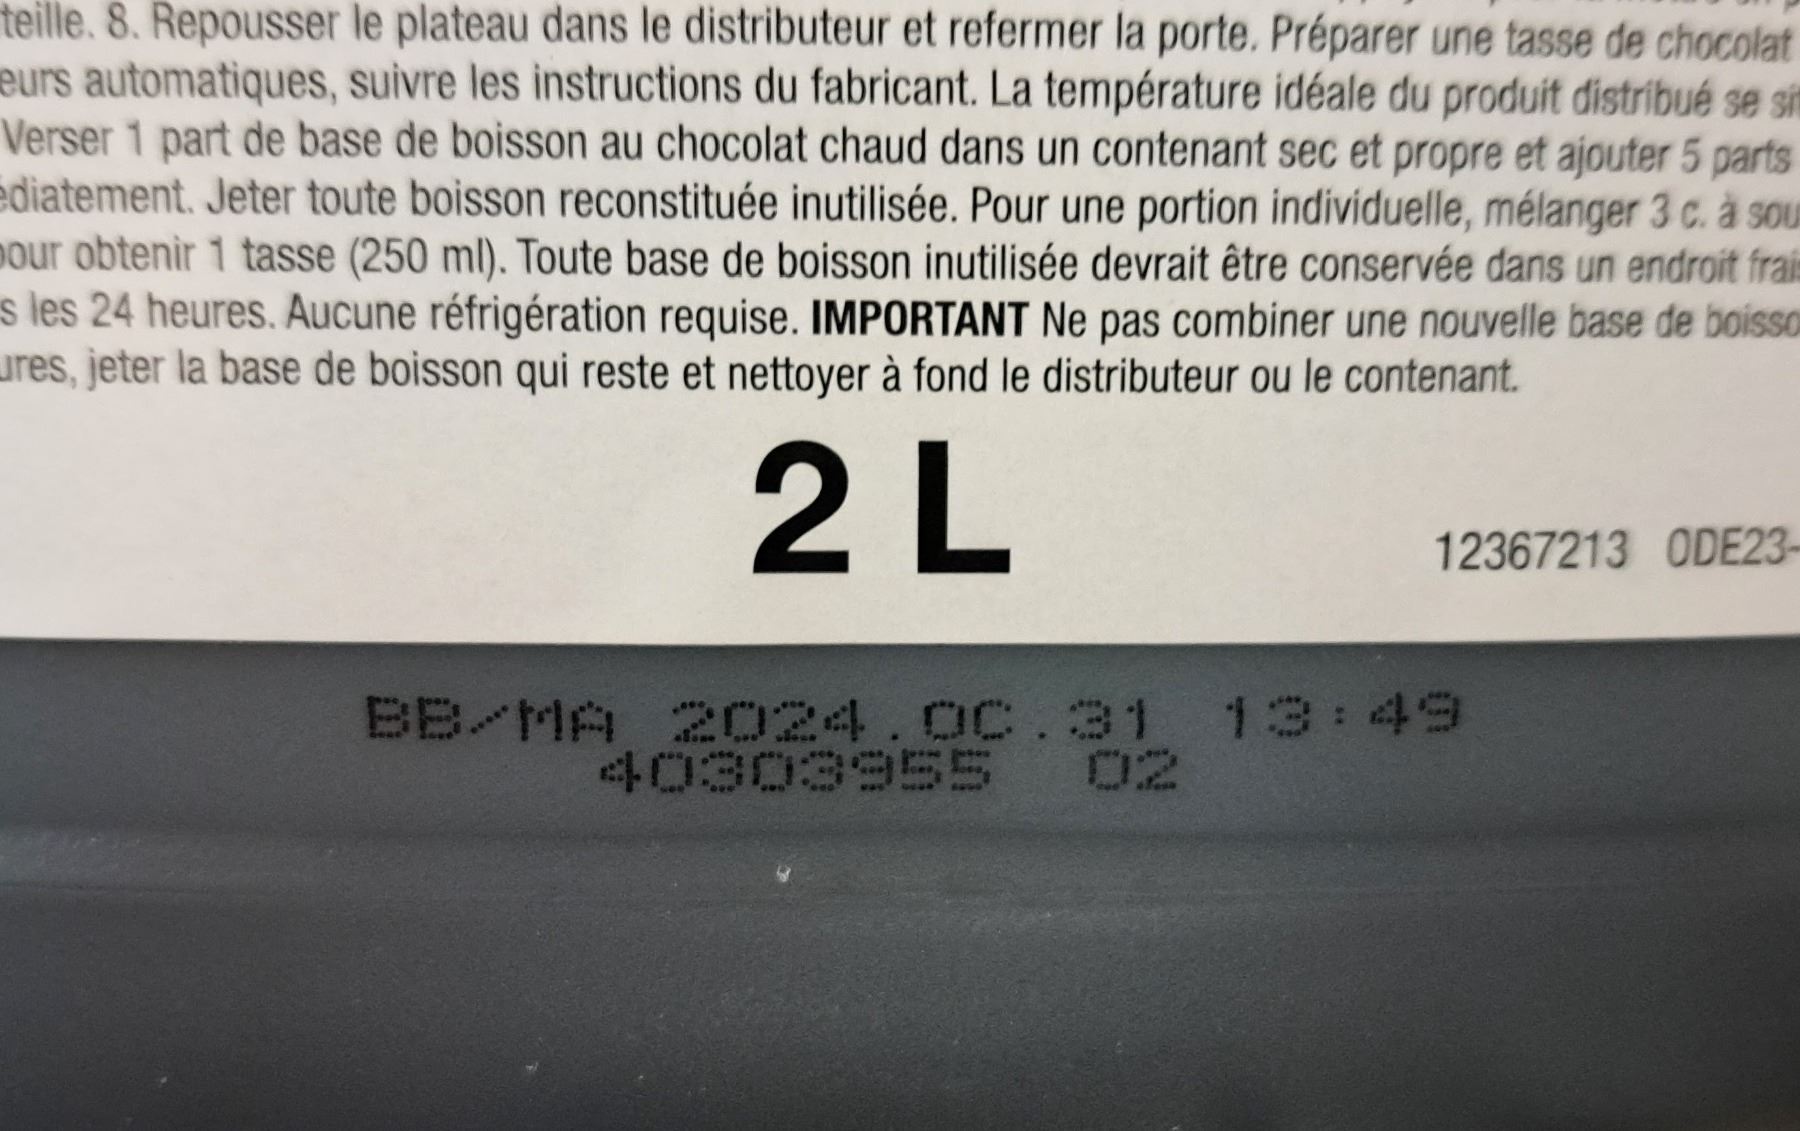 teille. 8. Repousser le plateau dans le distributeur et refermer la porte. Préparer une tasse de chocolat
eurs automatiques, suivre les instructions du fabricant. La température idéale du produit distribué se sit
Verser 1 part de base de boisson au chocolat chaud dans un contenant sec et propre et ajouter 5 parts
édiatement. Jeter toute boisson reconstituée inutilisée. Pour une portion individuelle, mélanger 3 c. à sou
pour obtenir 1 tasse (250 ml). Toute base de boisson inutilisée devrait être conservée dans un endroit frais
s les 24 heures. Aucune réfrigération requise. IMPORTANT Ne pas combiner une nouvelle base de boisso
ures, jeter la base de boisson qui reste et nettoyer à fond le distributeur ou le contenant.
2 L
12367213 ODE23-
BB/MA 2024.OC.31 13:49
40303955 02